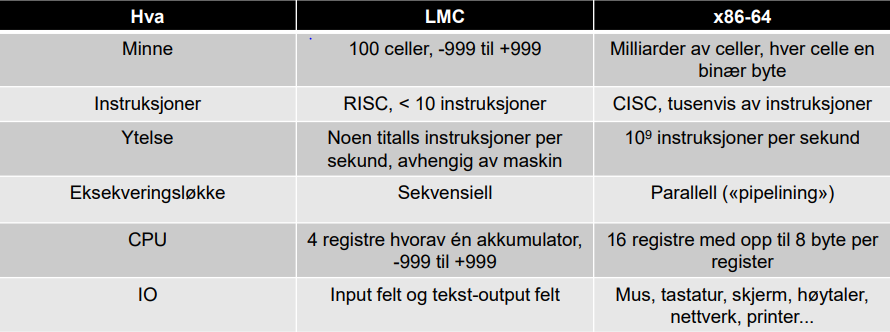 Hva LMC x86-64
Minne 100 celler, -999 til +999 Milliarder av celler, hver celle en
binær byte
Instruksjoner RISC, < 10 instruksjoner CISC, tusenvis av instruksjoner
Ytelse Noen titalls instruksjoner per 10⁹ instruksjoner per sekund
sekund, avhengig av maskin
Eksekveringsløkke Sekvensiell Parallell («pipelining»)
CPU 4 registre hvorav én akkumulator, 16 registre med opp til 8 byte per
-999 til +999 register
IO Input felt og tekst-output felt Mus, tastatur, skjerm, høytaler,
nettverk, printer...